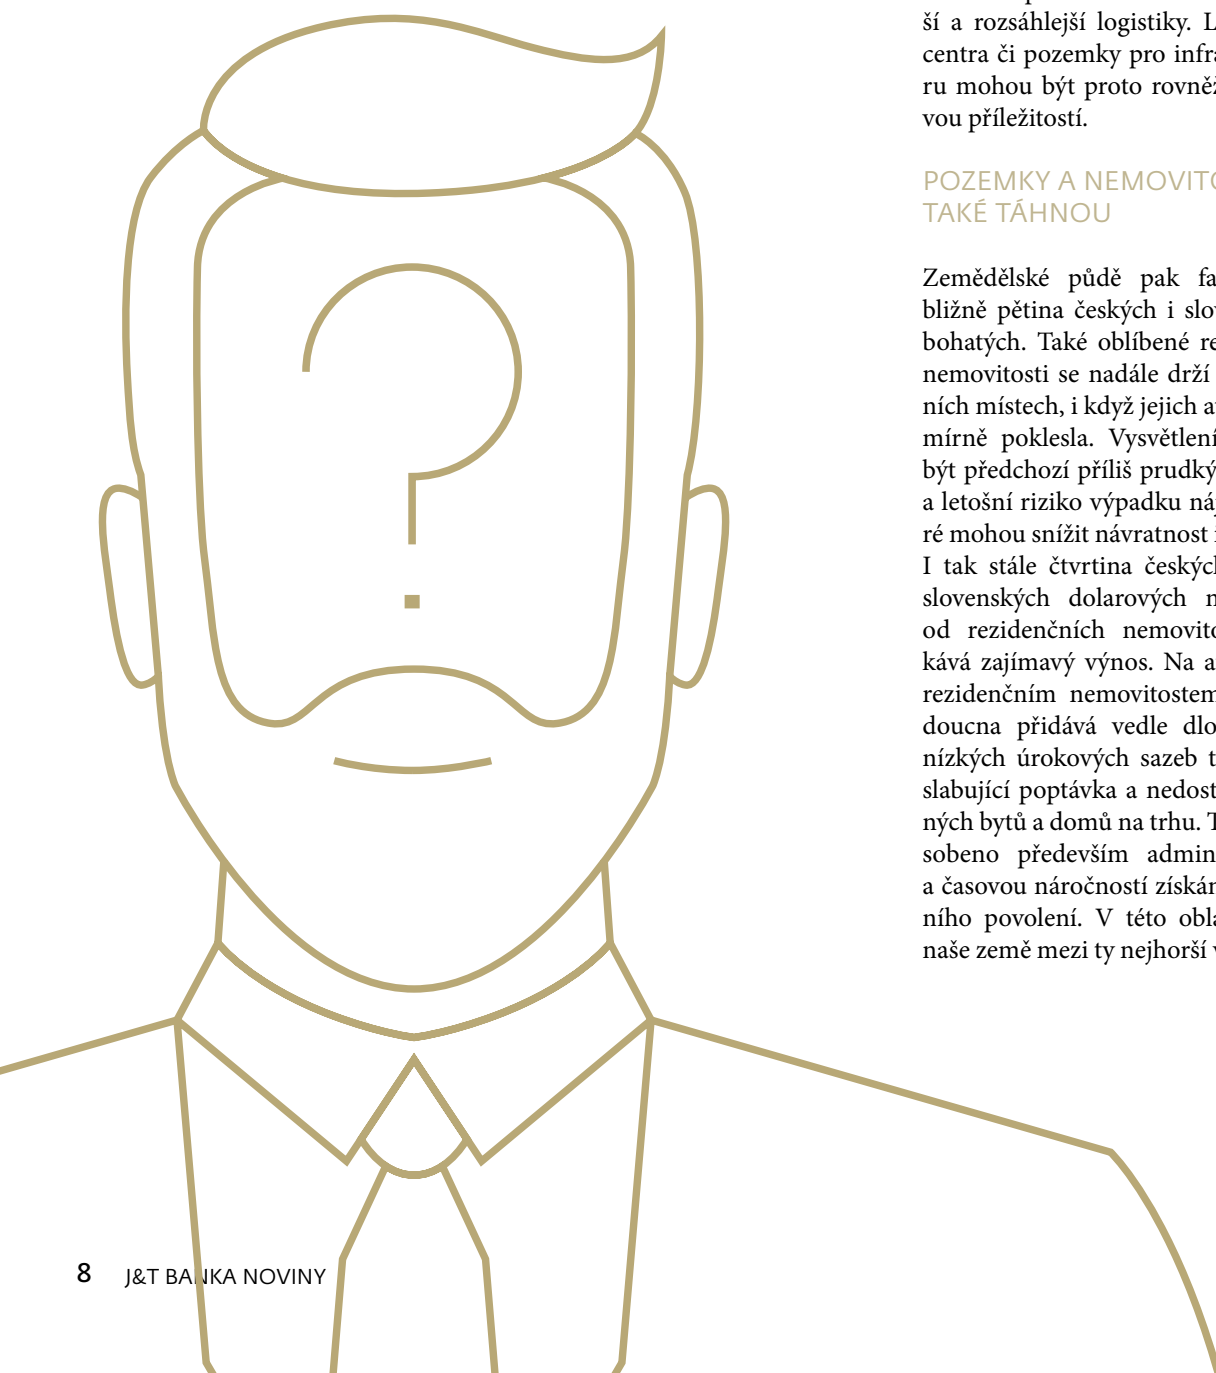 ší a rozsáhlejší logistiky. L
centra či pozemky pro infra
ru mohou být proto rovněž
vou příležitostí.
POZEMKY A NEMOVITO
TAKÉ TÁHNOU
Zemědělské půdě pak fa
bližně pětina českých i slo
bohatých. Také oblíbené re
nemovitosti se nadále drží
ních místech, i když jejich a
mírně poklesla. Vysvětlení
být předchozí příliš prudký
a letošní riziko výpadku náj
ré mohou snížit návratnost i
I tak stále čtvrtina českých
slovenských dolarových m
od rezidenčních nemovito
kává zajímavý výnos. Na a
rezidenčním nemovitostem
doucna přidává vedle dlo
nízkých úrokových sazeb t
slabující poptávka a nedost
ných bytů a domů na trhu. T
sobeno především admin
a časovou náročností získán
ního povolení. V této obla
naše země mezi ty nejhorší v
8 J&T BANKA NOVINY